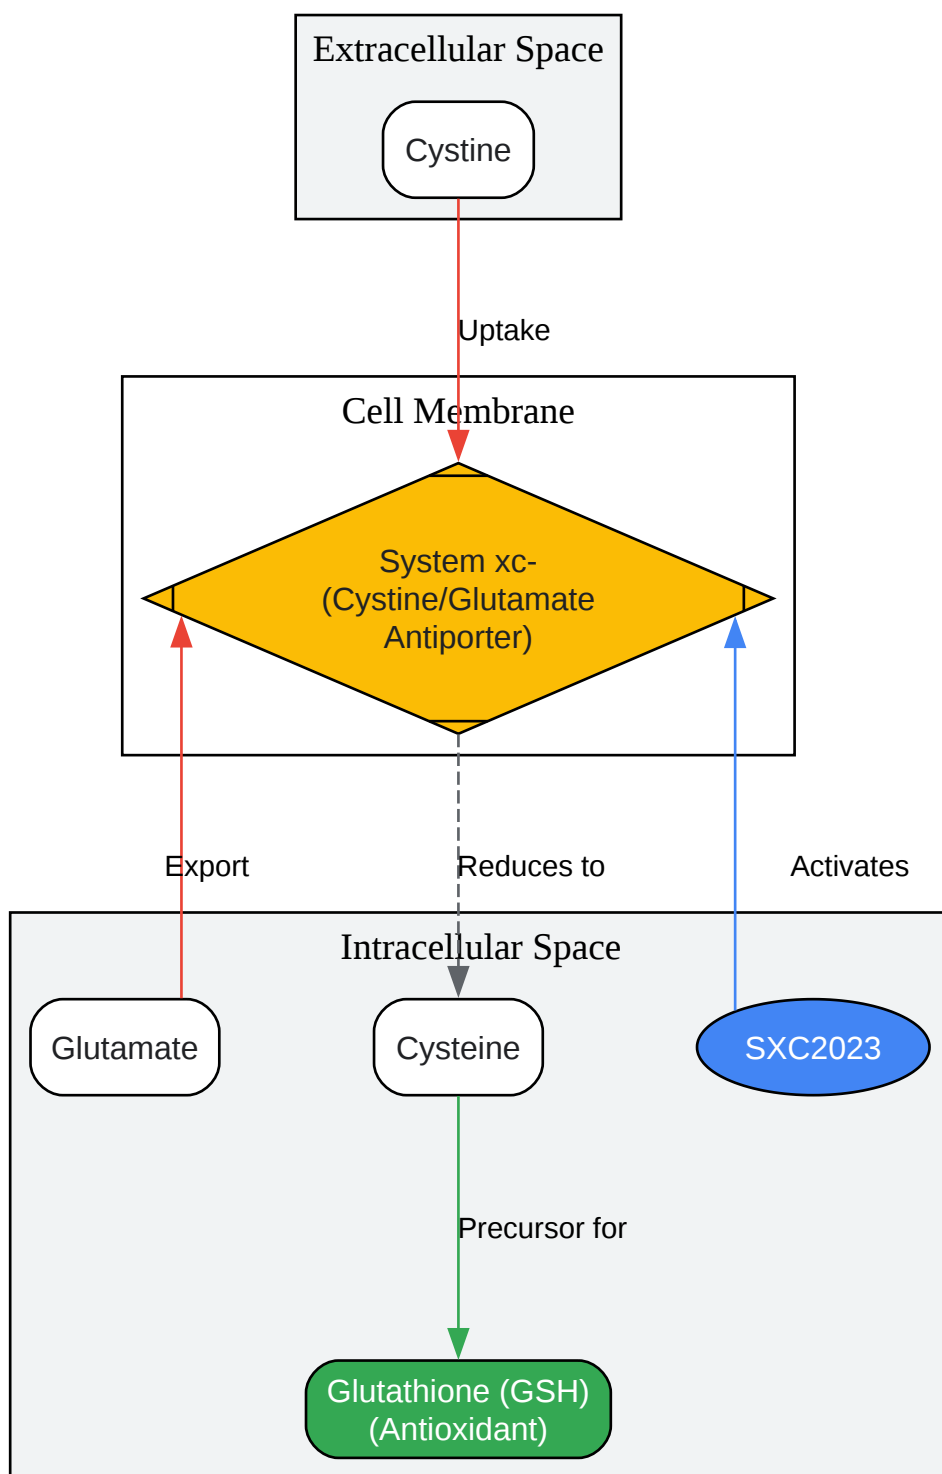 Extracellular Space
Cystine
Uptake
Cell Membrane
System xc-
(Cystine/Glutamate
Antiporter)
Export
Reduces to
Activates
Intracellular Space
Glutamate
Cysteine
SXC2023
Precursor for
Glutathione (GSH)
(Antioxidant)